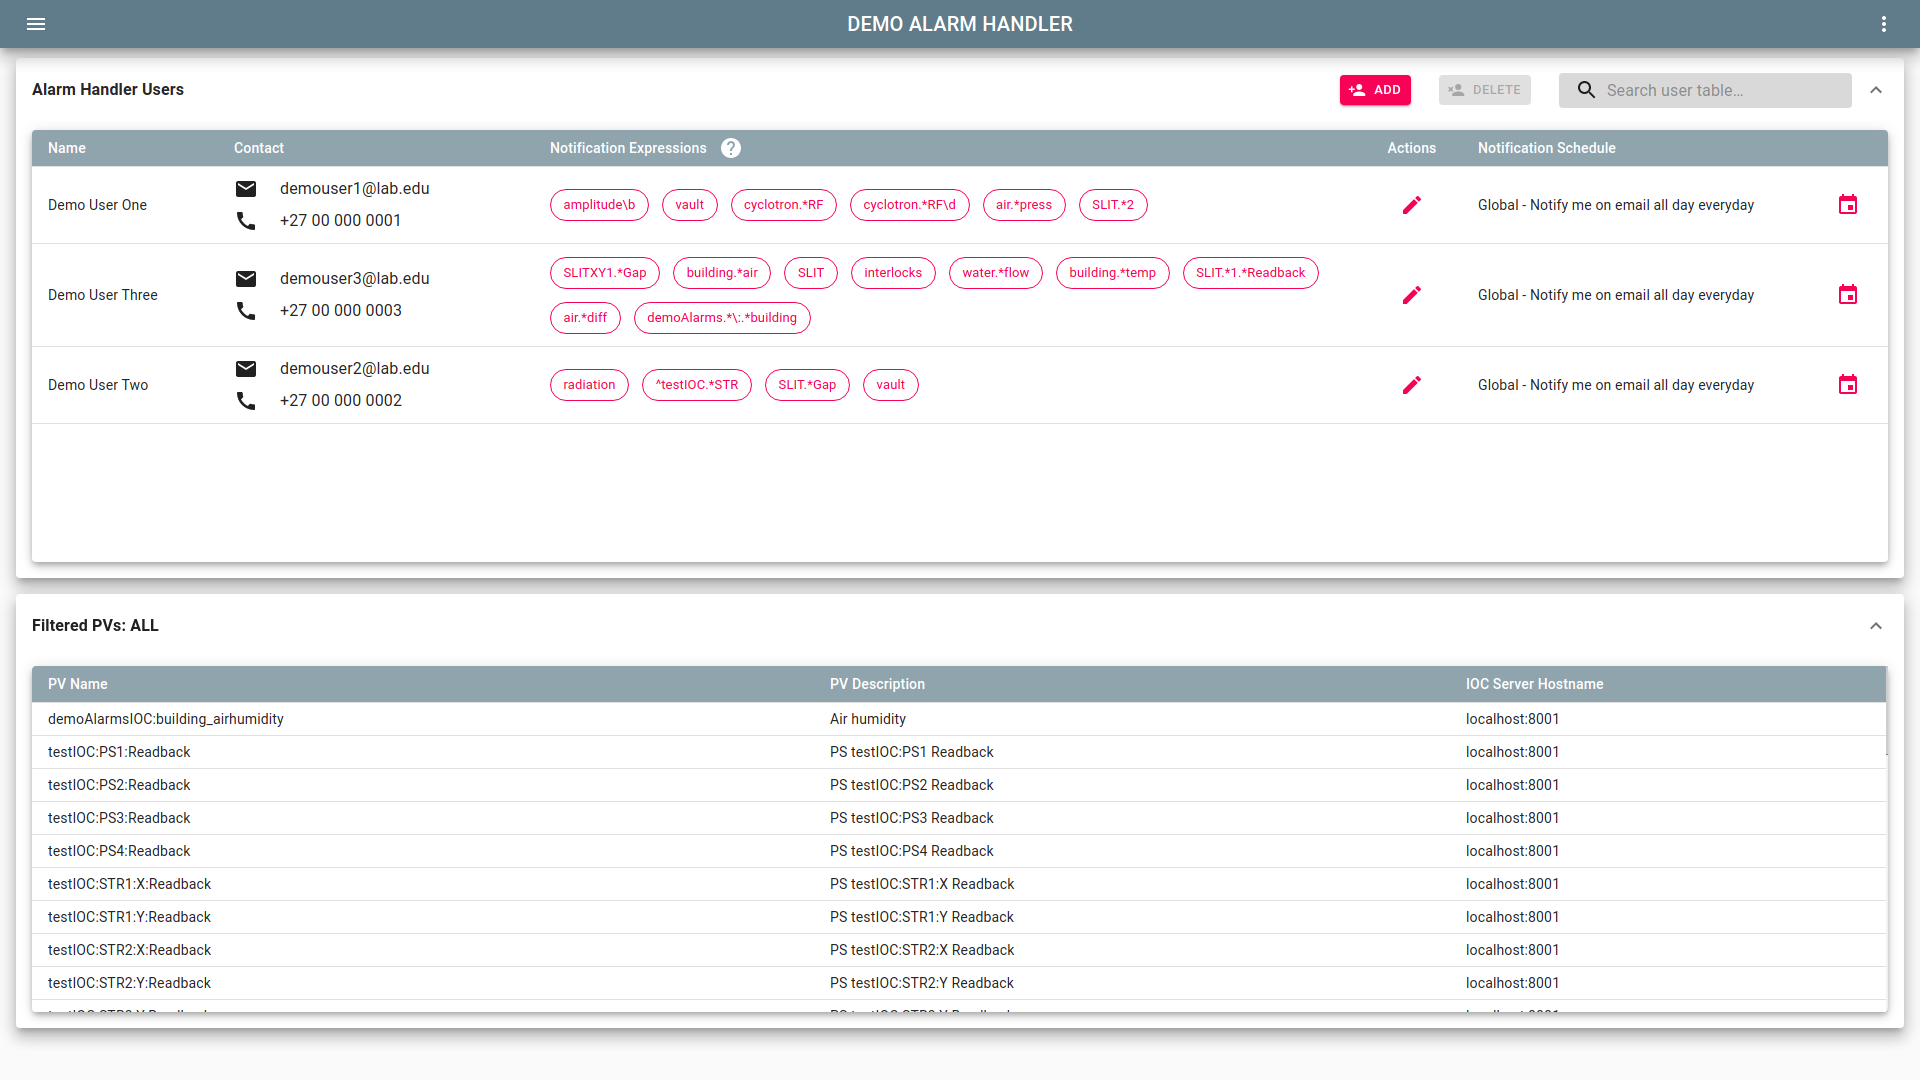 DEMO ALARM HANDLER
Alarm Handler Users
ADD
DELETE
Search user table...
Name Contact Notification Expressions ? Actions Notification Schedule
Demo User One
demouser1@lab.edu
+27 00 000 0001
amplitude\b vault cyclotron.*RF cyclotron.*RF\d air.*press SLIT.*2
Global - Notify me on email all day everyday
Demo User Three
demouser3@lab.edu
+27 00 000 0003
SLITXY1.*Gap building.*air SLIT interlocks water.*flow building.*temp SLIT.*1.*Readback
air.*diff demoAlarms.*\:.*building
Global - Notify me on email all day everyday
Demo User Two
demouser2@lab.edu
+27 00 000 0002
radiation ^testIOC.*STR SLIT.*Gap vault
Global - Notify me on email all day everyday
Filtered PVs: ALL
PV Name PV Description IOC Server Hostname
demoAlarmsIOC:building_airhumidity Air humidity localhost:8001
testIOC:PS1:Readback PS testIOC:PS1 Readback localhost:8001
testIOC:PS2:Readback PS testIOC:PS2 Readback localhost:8001
testIOC:PS3:Readback PS testIOC:PS3 Readback localhost:8001
testIOC:PS4:Readback PS testIOC:PS4 Readback localhost:8001
testIOC:STR1:X:Readback PS testIOC:STR1:X Readback localhost:8001
testIOC:STR1:Y:Readback PS testIOC:STR1:Y Readback localhost:8001
testIOC:STR2:X:Readback PS testIOC:STR2:X Readback localhost:8001
testIOC:STR2:Y:Readback PS testIOC:STR2:Y Readback localhost:8001